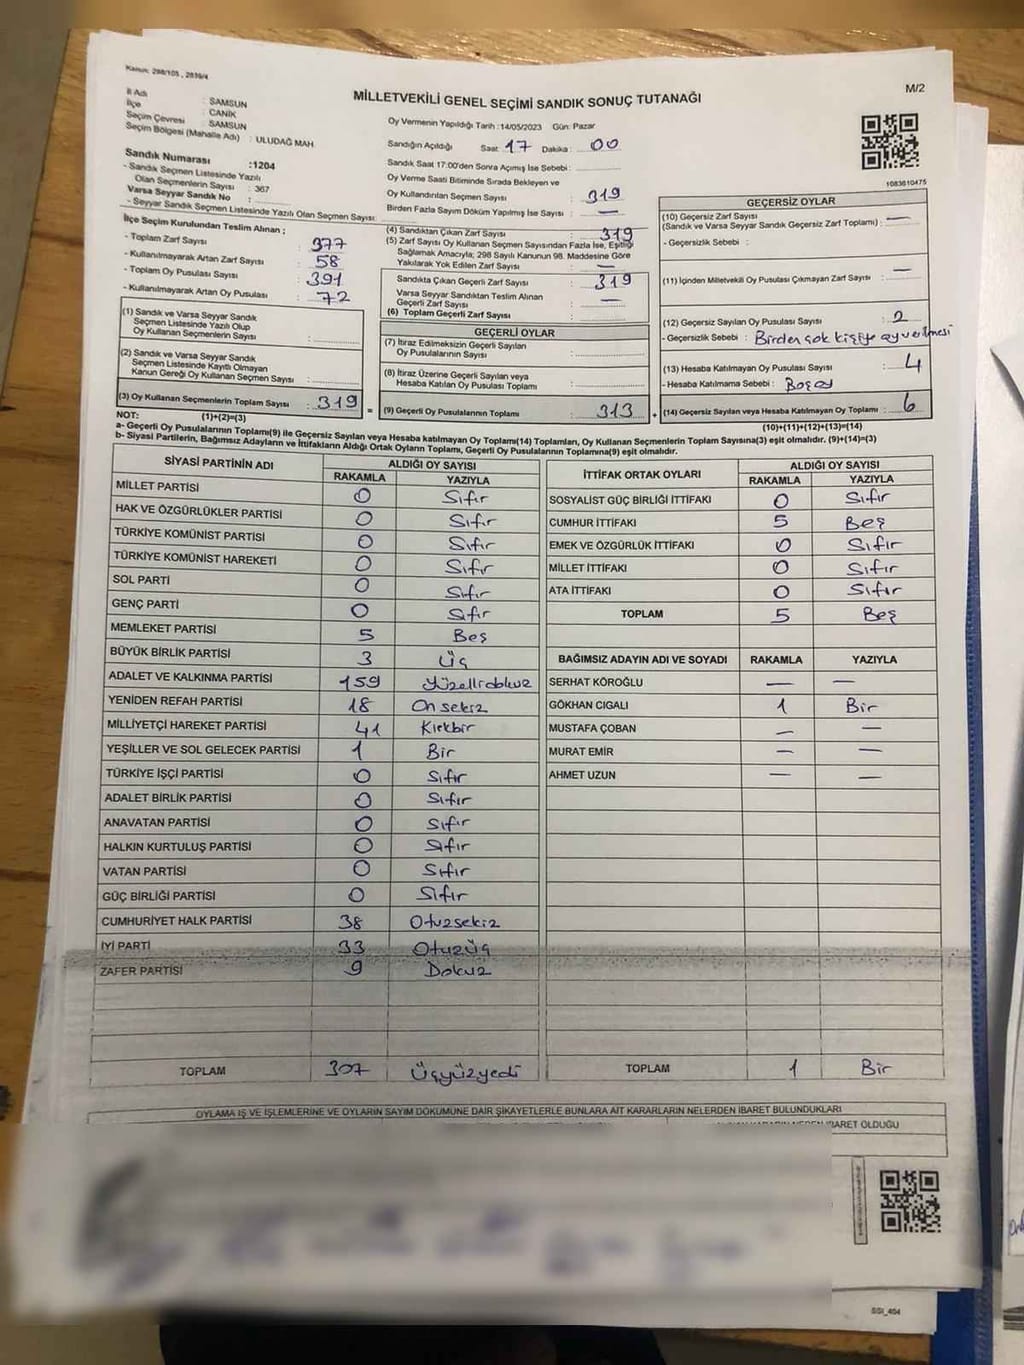 Kanun: 298/105 , 2839/4
M/2
MİLLETVEKİLİ GENEL SEÇİMİ SANDIK SONUÇ TUTANAĞI
İl Adı : SAMSUN
İlçe : CANİK
Seçim Çevresi : SAMSUN
Seçim Bölgesi (Mahalle Adı) : ULUDAĞ MAH.
Sandık Numarası :1204
- Sandık Seçmen Listesinde Yazılı
Olan Seçmenlerin Sayısı : 367
Varsa Seyyar Sandık No :
- Seyyar Sandık Seçmen Listesinde Yazılı Olan Seçmen Sayısı:
İlçe Seçim Kurulundan Teslim Alınan ;
- Toplam Zarf Sayısı : 377
- Kullanılmayarak Artan Zarf Sayısı : 58
- Toplam Oy Pusulası Sayısı : 391
- Kullanılmayarak Artan Oy Pusulası : 72
(1) Sandık ve Varsa Seyyar Sandık
Seçmen Listesinde Yazılı Olup
Oy Kullanan Seçmenlerin Sayısı :
(2) Sandık ve Varsa Seyyar Sandık
Seçmen Listesinde Kayıtlı Olmayan
Kanun Gereği Oy Kullanan Seçmen Sayısı :
(3) Oy Kullanan Seçmenlerin Toplam Sayısı : 319
Oy Vermenin Yapıldığı Tarih :14/05/2023 Gün: Pazar
Sandığın Açıldığı Saat: 17 Dakika : 00
Sandık Saat 17:00'den Sonra Açımış İse Sebebi :
Oy Verme Saati Bitiminde Sırada Bekleyen ve
Oy Kullandırılan Seçmen Sayısı : 319
Birden Fazla Sayım Döküm Yapılmış İse Sayısı : —
(4) Sandıktan Çıkan Zarf Sayısı : 319
(5) Zarf Sayısı Oy Kullanan Seçmen Sayısından Fazla İse, Eşitliği
Sağlamak Amacıyla; 298 Sayılı Kanunun 98. Maddesine Göre
Yakılarak Yok Edilen Zarf Sayısı : —
Sandıkta Çıkan Geçerli Zarf Sayısı : 319
Varsa Seyyar Sandıktan Teslim Alınan
Geçerli Zarf Sayısı : —
(6) Toplam Geçerli Zarf Sayısı :
GEÇERLİ OYLAR
(7) İtiraz Edilmeksizin Geçerli Sayılan
Oy Pusulalarının Sayısı :
(8) İtiraz Üzerine Geçerli Sayılan veya
Hesaba Katılan Oy Pusulası Toplamı :
= (9) Geçerli Oy Pusulalarının Toplamı : 313 +
1083610475
GEÇERSİZ OYLAR
(10) Geçersiz Zarf Sayısı
(Sandık ve Varsa Seyyar Sandık Geçersiz Zarf Toplamı) : —
- Geçersizlik Sebebi :
(11) İçinden Milletvekili Oy Pusulası Çıkmayan Zarf Sayısı : —
(12) Geçersiz Sayılan Oy Pusulası Sayısı : 2
- Geçersizlik Sebebi : Birden çok kişiye oy verilmesi
(13) Hesaba Katılmayan Oy Pusulası Sayısı : 4
- Hesaba Katılmama Sebebi :
(14) Geçersiz Sayılan veya Hesaba Katılmayan Oy Toplamı : 6
NOT: (1)+(2)=(3) (10)+(11)+(12)+(13)=(14)
a- Geçerli Oy Pusulalarının Toplamı(9) ile Geçersiz Sayılan veya Hesaba katılmayan Oy Toplamı(14) Toplamları, Oy Kullanan Seçmenlerin Toplam Sayısına(3) eşit olmalıdır. (9)+(14)=(3)
b- Siyasi Partilerin, Bağımsız Adayların ve İttifakların Aldığı Ortak Oyların Toplamı, Geçerli Oy Pusulalarının Toplamına(9) eşit olmalıdır.
SİYASİ PARTİNİN ADI ALDIĞI OY SAYISI
RAKAMLA YAZIYLA
MİLLET PARTİSİ 0 Sıfır
HAK VE ÖZGÜRLÜKLER PARTİSİ 0 Sıfır
TÜRKİYE KOMÜNİST PARTİSİ 0 Sıfır
TÜRKİYE KOMÜNİST HAREKETİ 0 Sıfır
SOL PARTİ 0 Sıfır
GENÇ PARTİ 0 Sıfır
MEMLEKET PARTİSİ 5 Beş
BÜYÜK BİRLİK PARTİSİ 3 Üç
ADALET VE KALKINMA PARTİSİ 159 Yüzellidokuz
YENİDEN REFAH PARTİSİ 18 Onsekiz
MİLLİYETÇİ HAREKET PARTİSİ 41 Kırkbir
YEŞİLLER VE SOL GELECEK PARTİSİ 1 Bir
TÜRKİYE İŞÇİ PARTİSİ 0 Sıfır
ADALET BİRLİK PARTİSİ 0 Sıfır
ANAVATAN PARTİSİ 0 Sıfır
HALKIN KURTULUŞ PARTİSİ 0 Sıfır
VATAN PARTİSİ 0 Sıfır
GÜÇ BİRLİĞİ PARTİSİ 0 Sıfır
CUMHURİYET HALK PARTİSİ 38 Otuzsekiz
İYİ PARTİ 33 Otuzüç
ZAFER PARTİSİ 9 Dokuz
TOPLAM 307 Üçyüzyedi
İTTİFAK ORTAK OYLARI ALDIĞI OY SAYISI
RAKAMLA YAZIYLA
SOSYALİST GÜÇ BİRLİĞİ İTTİFAKI 0 Sıfır
CUMHUR İTTİFAKI 5 Beş
EMEK VE ÖZGÜRLÜK İTTİFAKI 0 Sıfır
MİLLET İTTİFAKI 0 Sıfır
ATA İTTİFAKI 0 Sıfır
TOPLAM 5 Beş
BAĞIMSIZ ADAYIN ADI VE SOYADI RAKAMLA YAZIYLA
SERHAT KÖROĞLU — —
GÖKHAN CIGALI 1 Bir
MUSTAFA ÇOBAN — —
MURAT EMİR — —
AHMET UZUN — —
TOPLAM 1 Bir
OYLAMA İŞ VE İŞLEMLERİNE VE OYLARIN SAYIM DÖKÜMÜNE DAİR ŞİKAYETLERLE BUNLARA AİT KARARLARIN NELERDEN İBARET BULUNDUKLARI
İBARET OLDUĞU
SSI_404